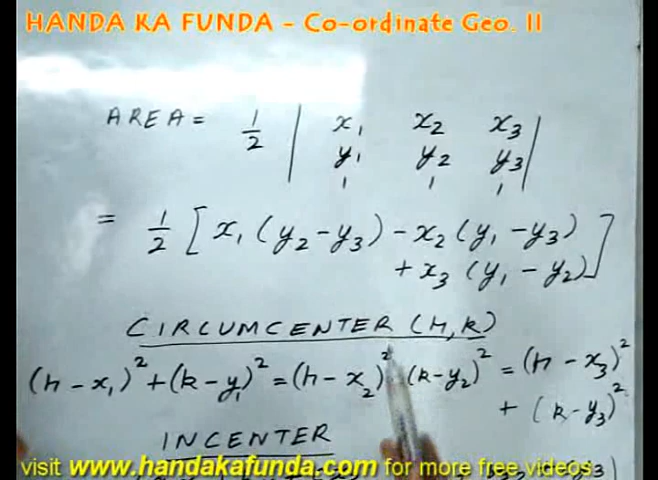 HANDA KA FUNDA - Co-ordinate Geo. II
AREA = 1/2 | x₁ x₂ x₃ |
y₁ y₂ y₃
1 1 1
= 1/2 [ x₁ (y₂ - y₃) - x₂ (y₁ - y₃)
+ x₃ (y₁ - y₂) ]
CIRCUMCENTER (h, k)
(h - x₁)² + (k - y₁)² = (h - x₂)² (k - y₂)² = (h - x₃)²
+ (k - y₃)²
INCENTER
visit www.handakafunda.com for more free videos